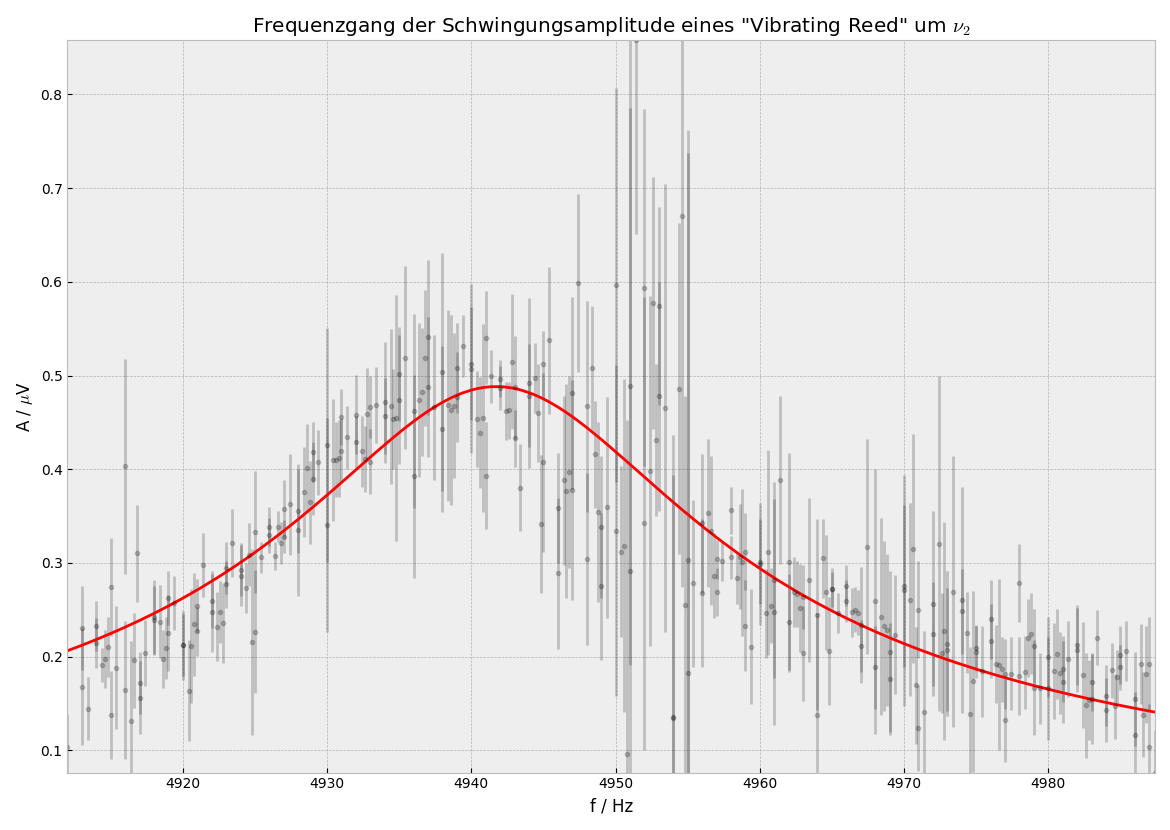 Frequenzgang der Schwingungsamplitude eines "Vibrating Reed" um ν₂
0.8
0.7
0.6
0.5
0.4
0.3
0.2
0.1
A / μV
4920 4930 4940 4950 4960 4970 4980
f / Hz